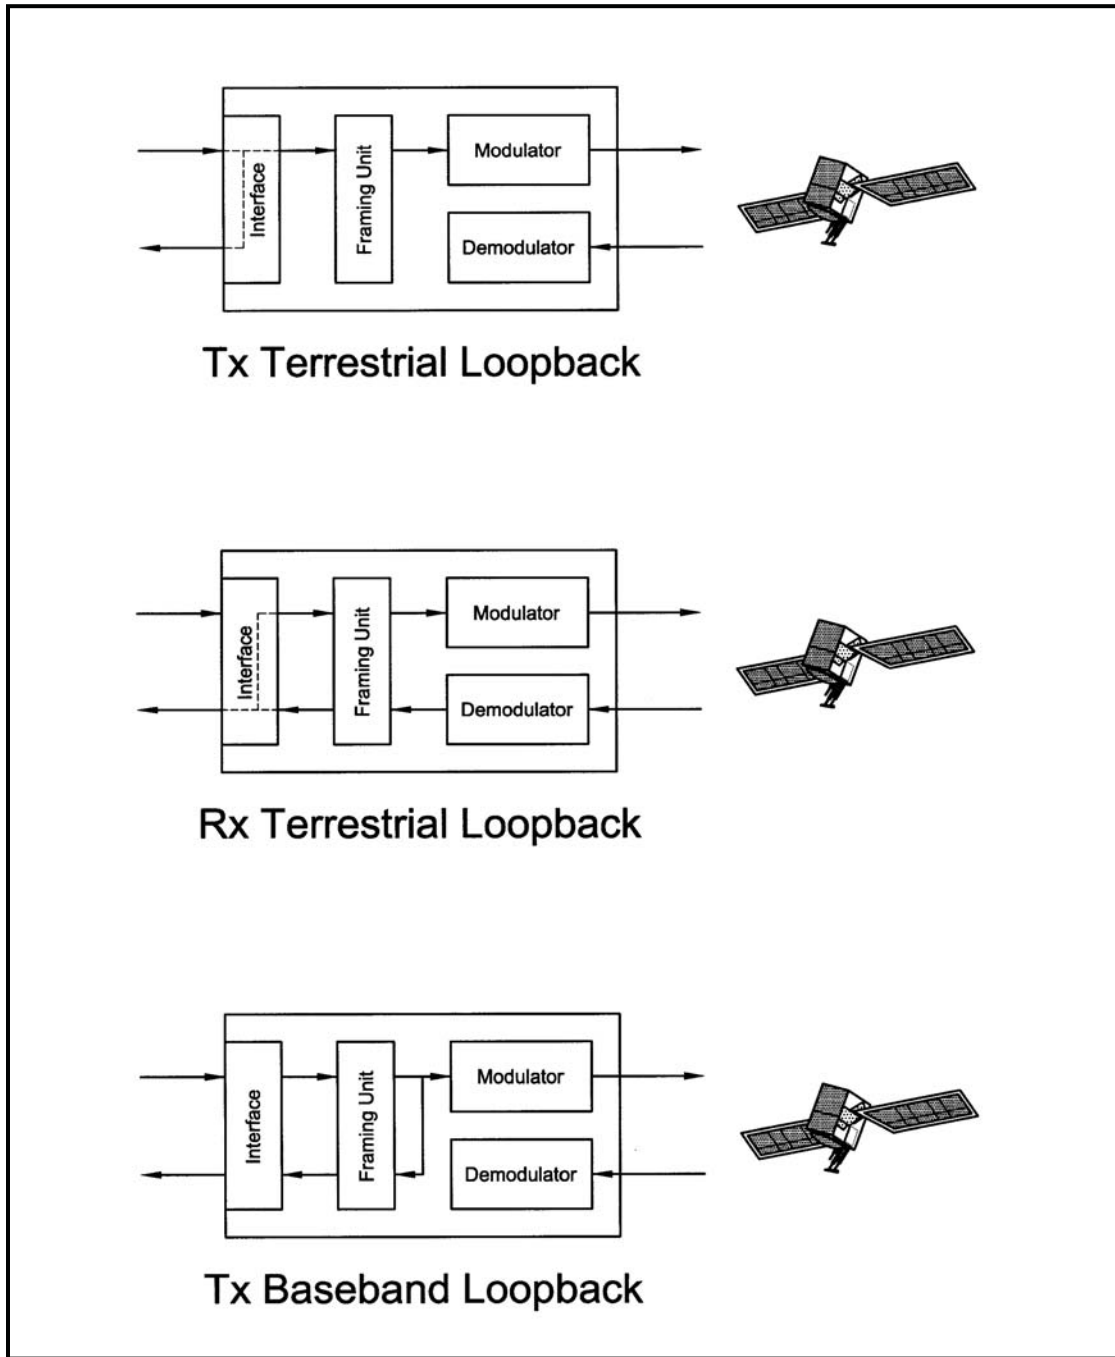 Interface
Framing Unit
Modulator
Demodulator
Tx Terrestrial Loopback
Interface
Framing Unit
Modulator
Demodulator
Rx Terrestrial Loopback
Interface
Framing Unit
Modulator
Demodulator
Tx Baseband Loopback